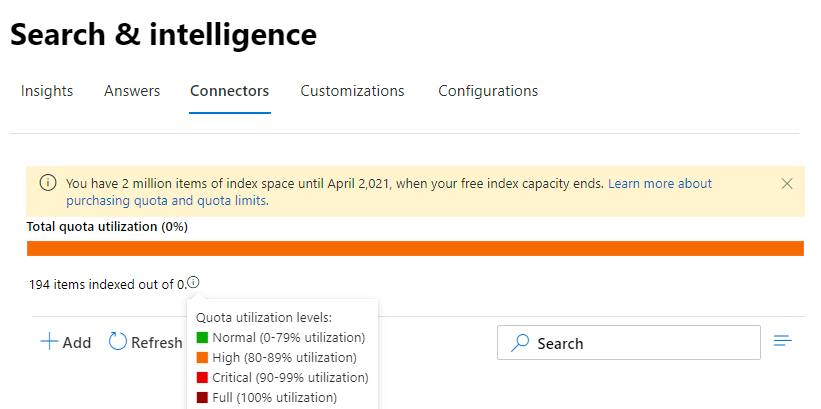 Search & intelligence
Insights Answers Connectors Customizations Configurations
You have 2 million items of index space until April 2,021, when your free index capacity ends. Learn more about
purchasing quota and quota limits.
Total quota utilization (0%)
194 items indexed out of 0.
Quota utilization levels:
Normal (0-79% utilization)
High (80-89% utilization)
Critical (90-99% utilization)
Full (100% utilization)
Add Refresh Search